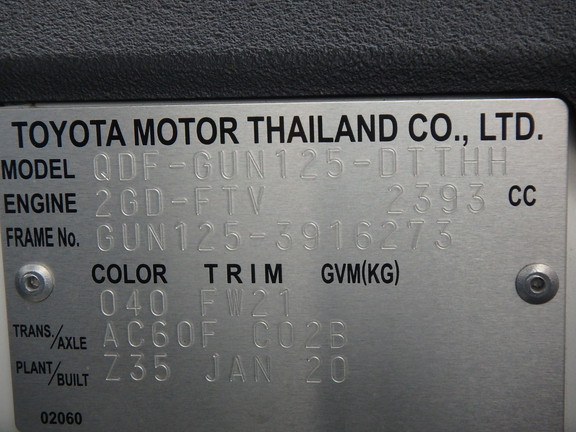 TOYOTA MOTOR THAILAND CO., LTD.
MODEL QDF-GUN125-DTTHH
ENGINE 2GD-FTV 2393 CC
FRAME No. GUN125-3916273
COLOR TRIM GVM(KG)
040 FW21
TRANS./AXLE AC60F C02B
PLANT/BUILT Z35 JAN 20
02060